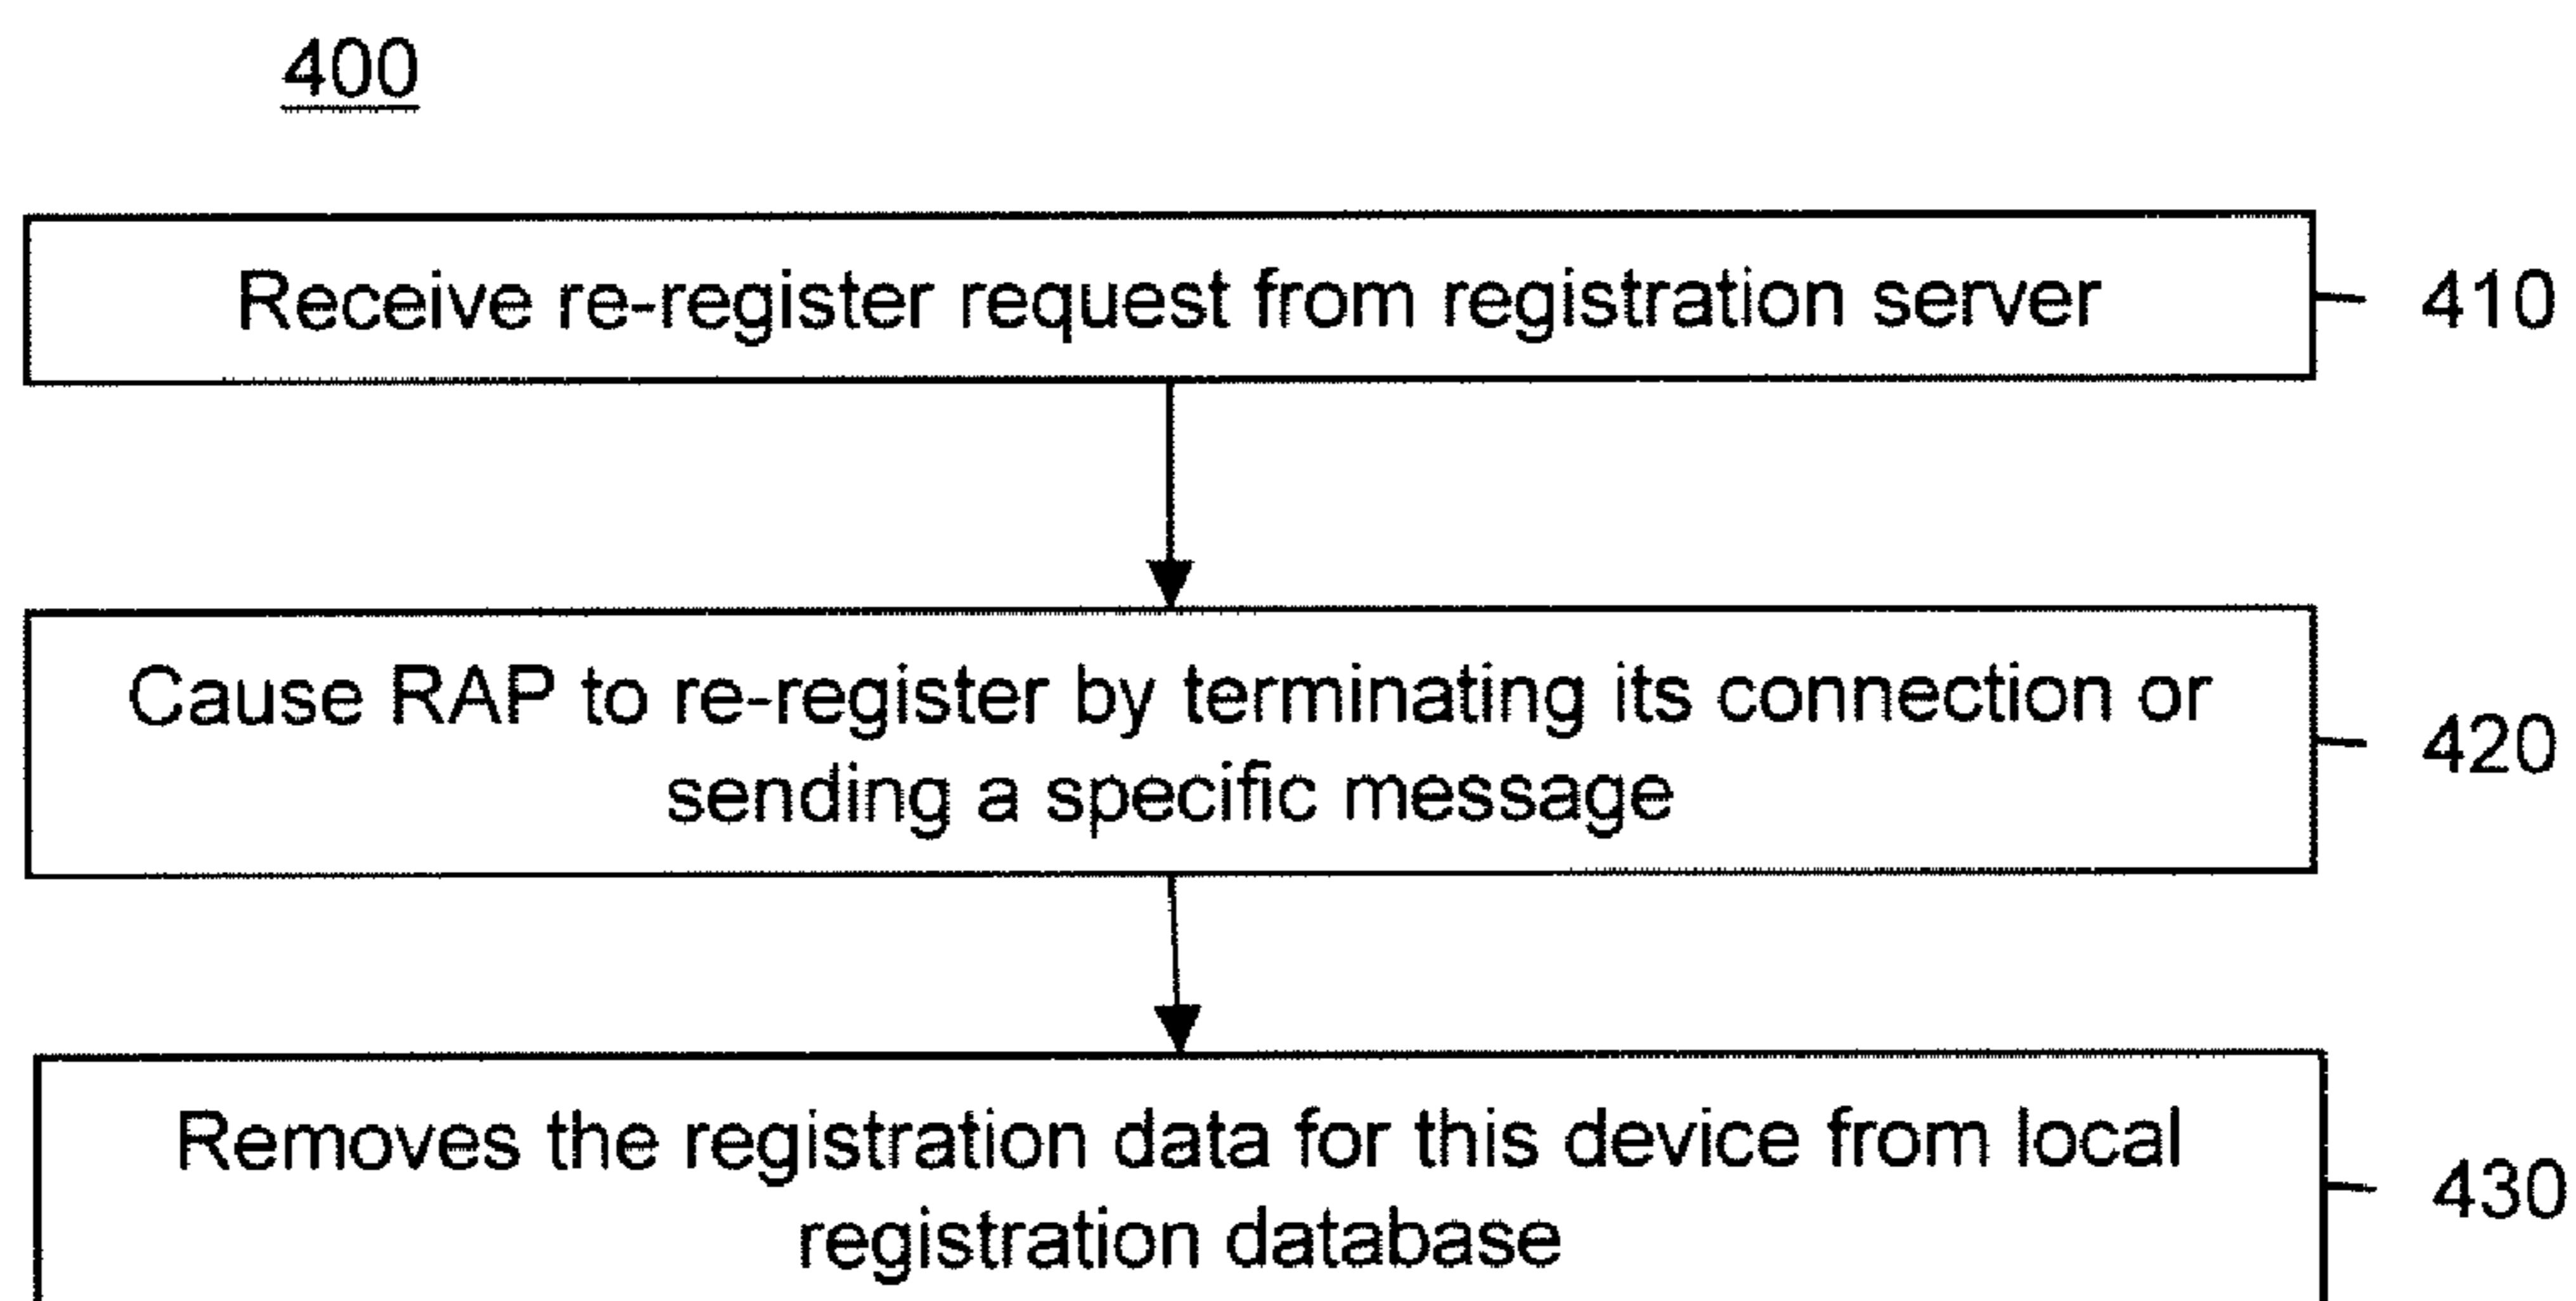 400
Receive re-register request from registration server
410
Cause RAP to re-register by terminating its connection or
sending a specific message
420
Removes the registration data for this device from local
registration database
430